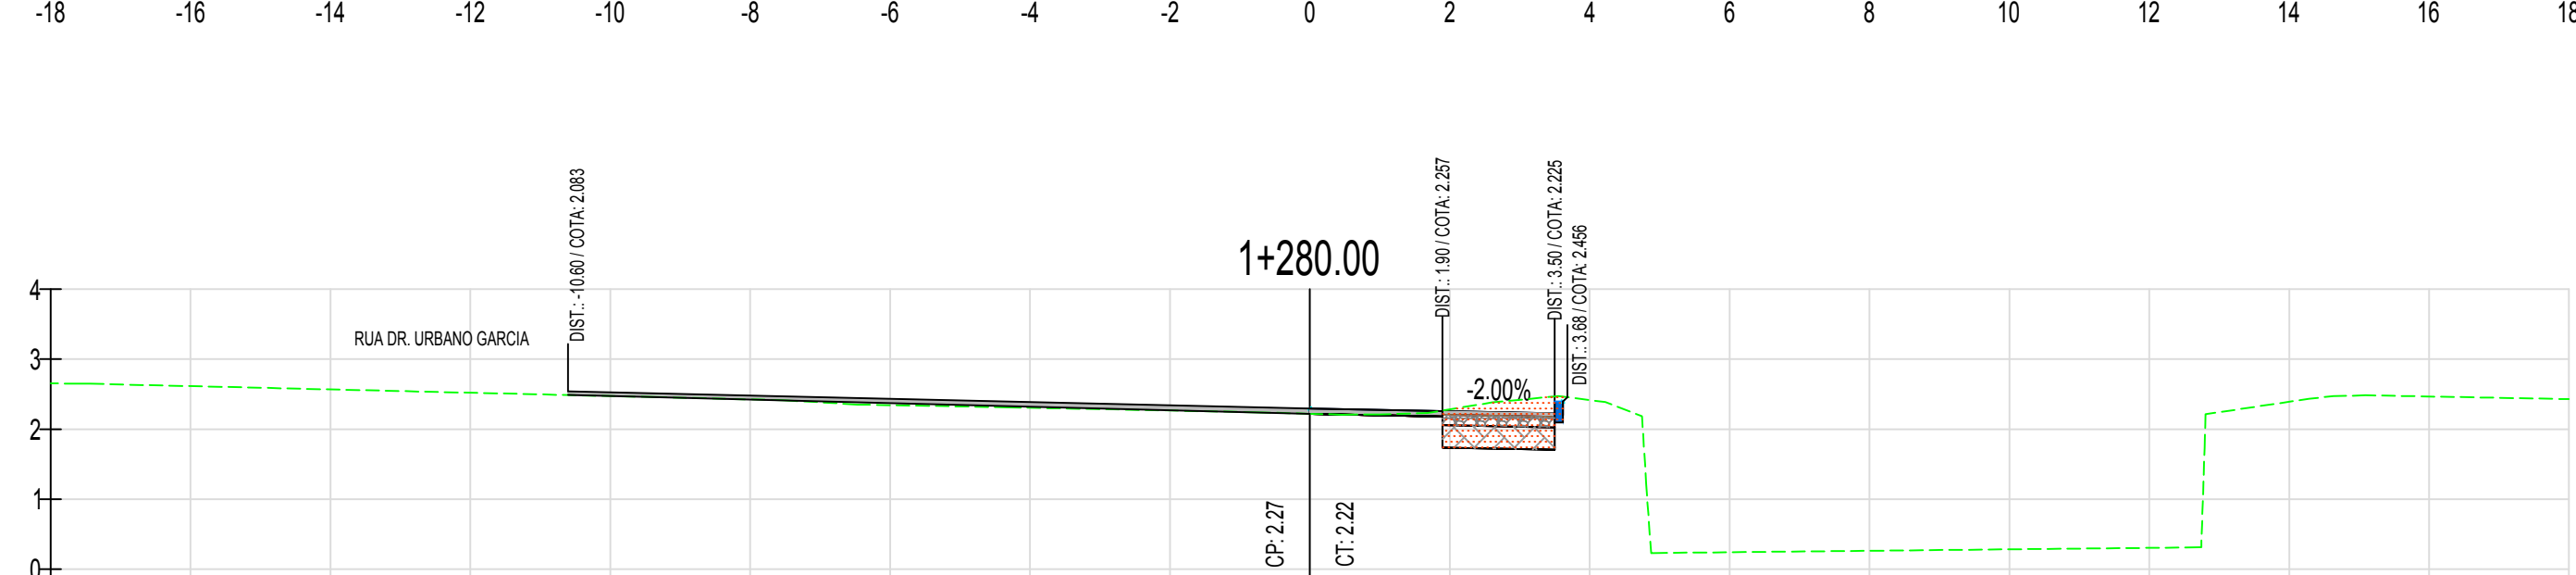 -18 -16 -14 -12 -10 -8 -6 -4 -2 0 2 4 6 8 10 12 14 16 18
DIST.: -10.60 / COTA: 2.083
DIST.: 1.90 / COTA: 2.257
DIST.: 3.50 / COTA: 2.225
DIST.: 3.68 / COTA: 2.456
1+280.00
4
RUA DR. URBANO GARCIA
3
-2.00%
2
1
CP: 2.27
CT: 2.22
0